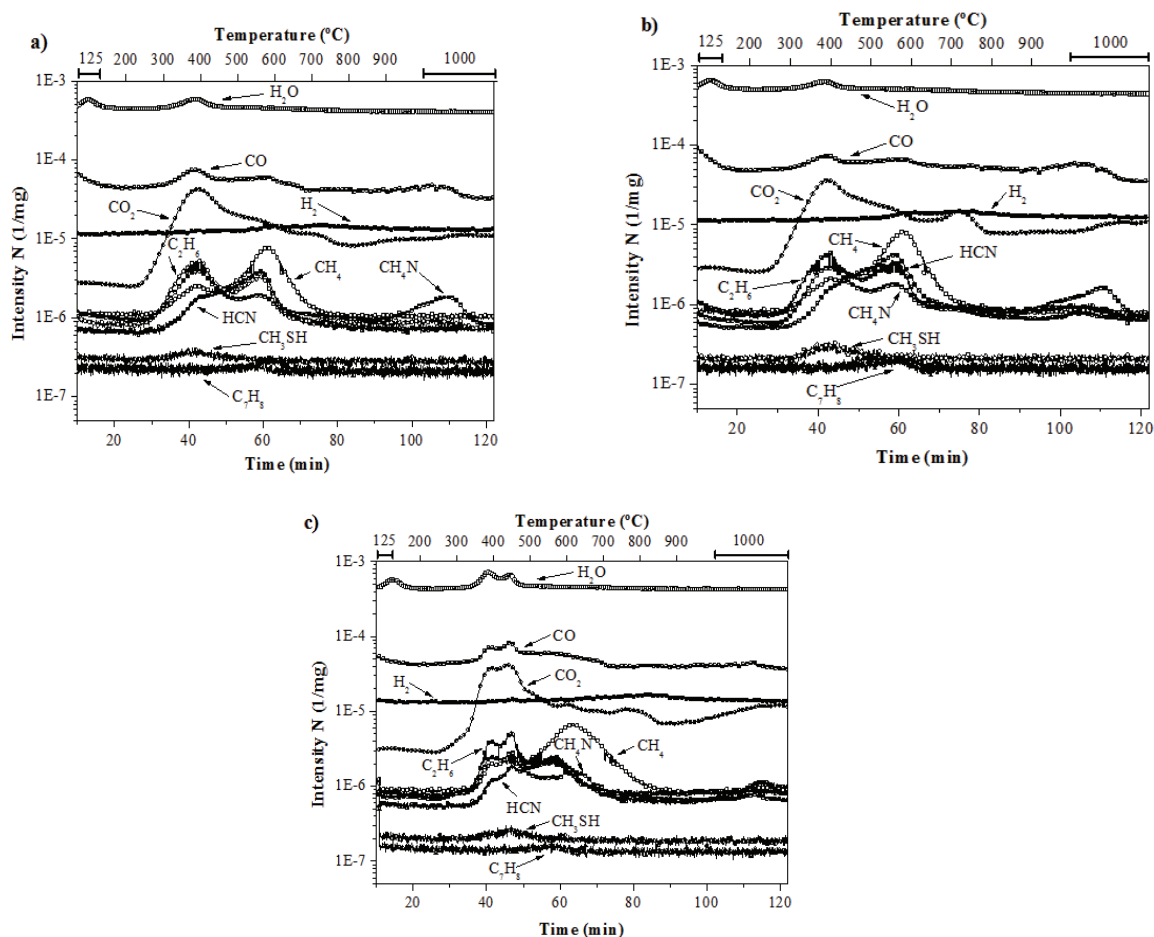 a)
Temperature (°C)
125 200 300 400 500 600 700 800 900 1000
Intensity N (1/mg)
1E-3
1E-4
1E-5
1E-6
1E-7
H₂O
CO
CO₂
H₂
C₂H₆
CH₄
CH₄N
HCN
CH₃SH
C₇H₈
20 40 60 80 100 120
Time (min)
b)
Temperature (°C)
125 200 300 400 500 600 700 800 900 1000
Intensity N (1/mg)
1E-3
1E-4
1E-5
1E-6
1E-7
H₂O
CO
CO₂
H₂
CH₄
HCN
C₂H₆
CH₄N
CH₃SH
C₇H₈
20 40 60 80 100 120
Time (min)
c)
Temperature (°C)
125 200 300 400 500 600 700 800 900 1000
Intensity N (1/mg)
1E-3
1E-4
1E-5
1E-6
1E-7
H₂O
CO
CO₂
H₂
CH₄N
C₂H₆
CH₄
HCN
CH₃SH
C₇H₈
20 40 60 80 100 120
Time (min)